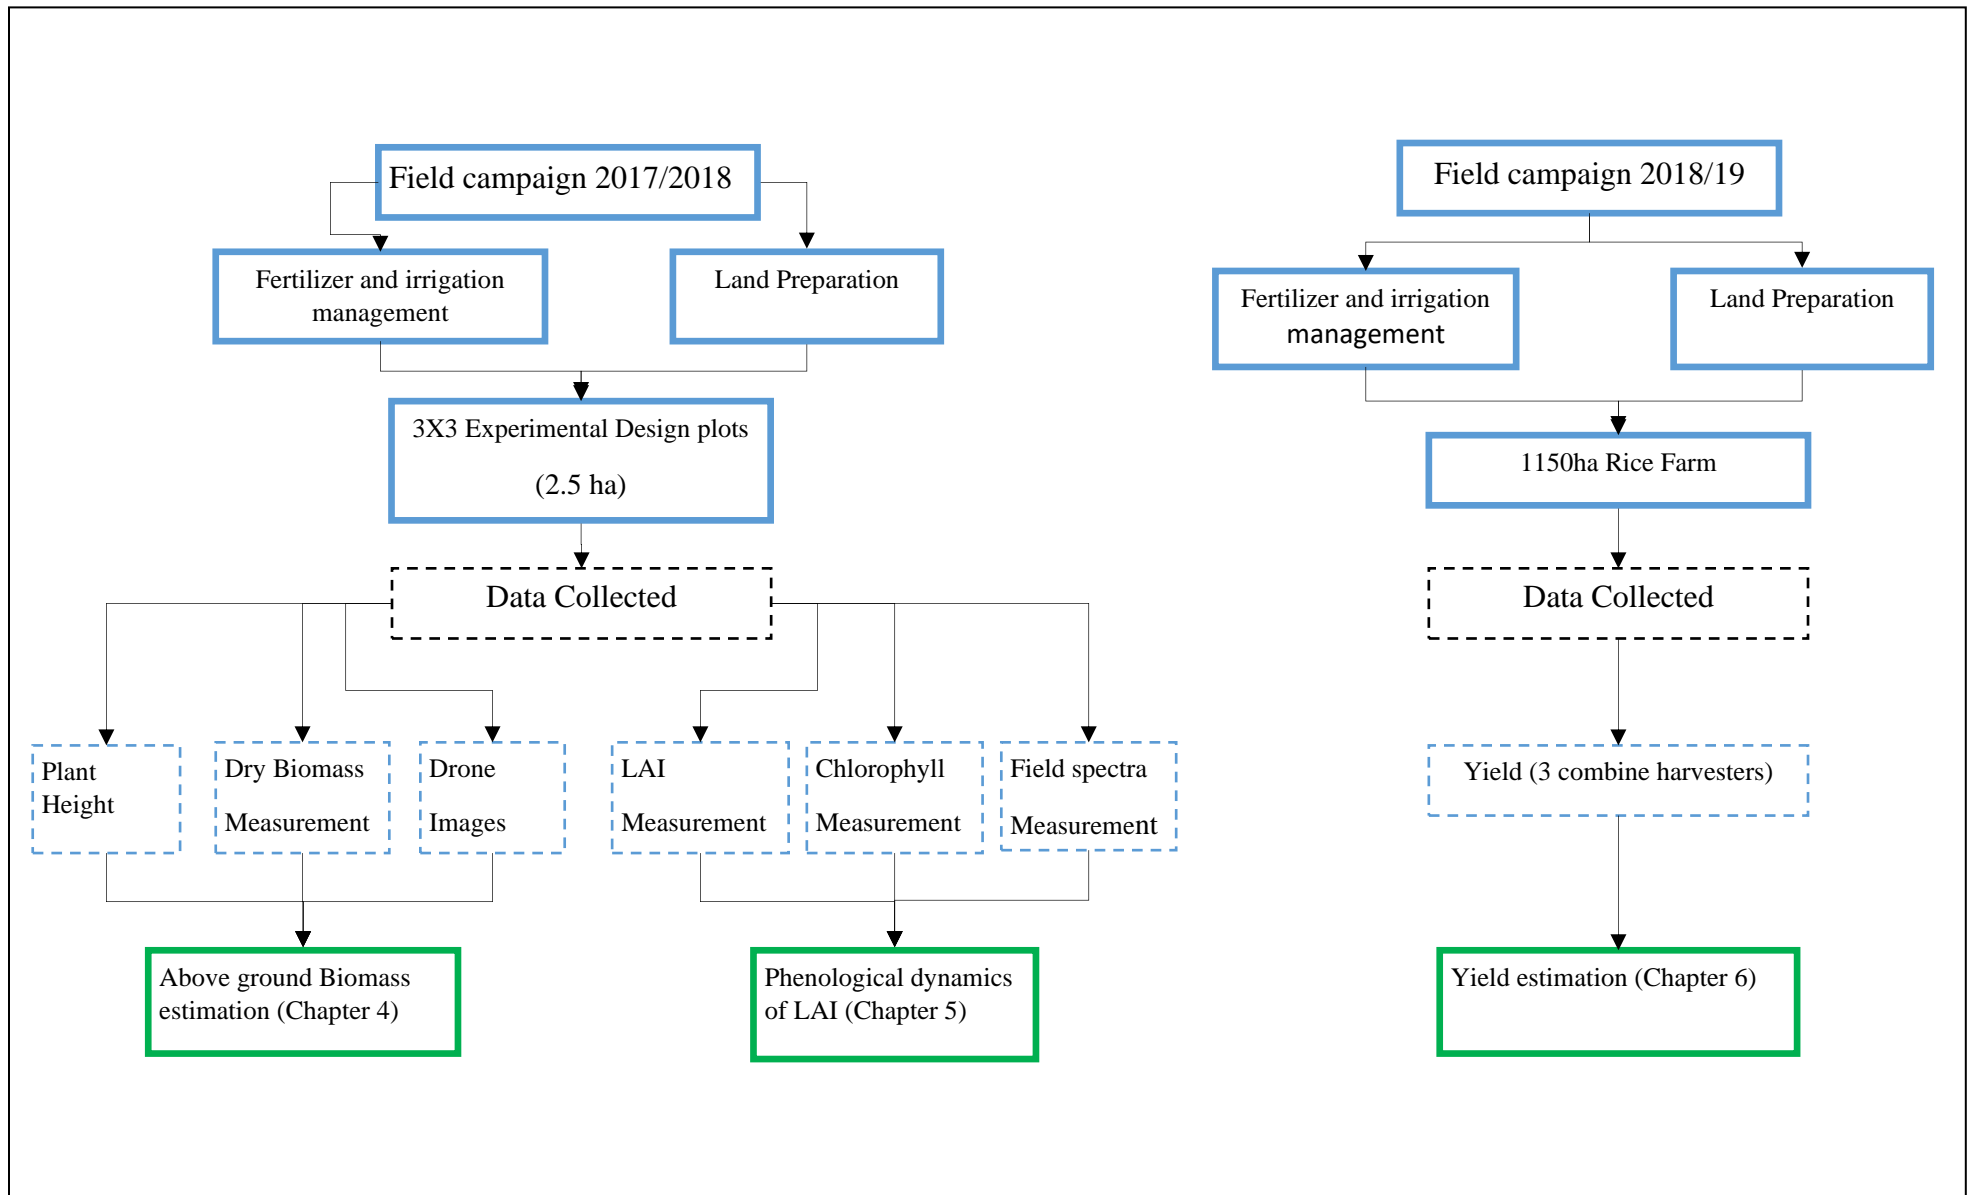 Field campaign 2017/2018
Fertilizer and irrigation
management
Land Preparation
3X3 Experimental Design plots
(2.5 ha)
Data Collected
Plant
Height
Dry Biomass
Measurement
Drone
Images
LAI
Measurement
Chlorophyll
Measurement
Field spectra
Measurement
Above ground Biomass
estimation (Chapter 4)
Phenological dynamics
of LAI (Chapter 5)
Field campaign 2018/19
Fertilizer and irrigation
management
Land Preparation
1150ha Rice Farm
Data Collected
Yield (3 combine harvesters)
Yield estimation (Chapter 6)